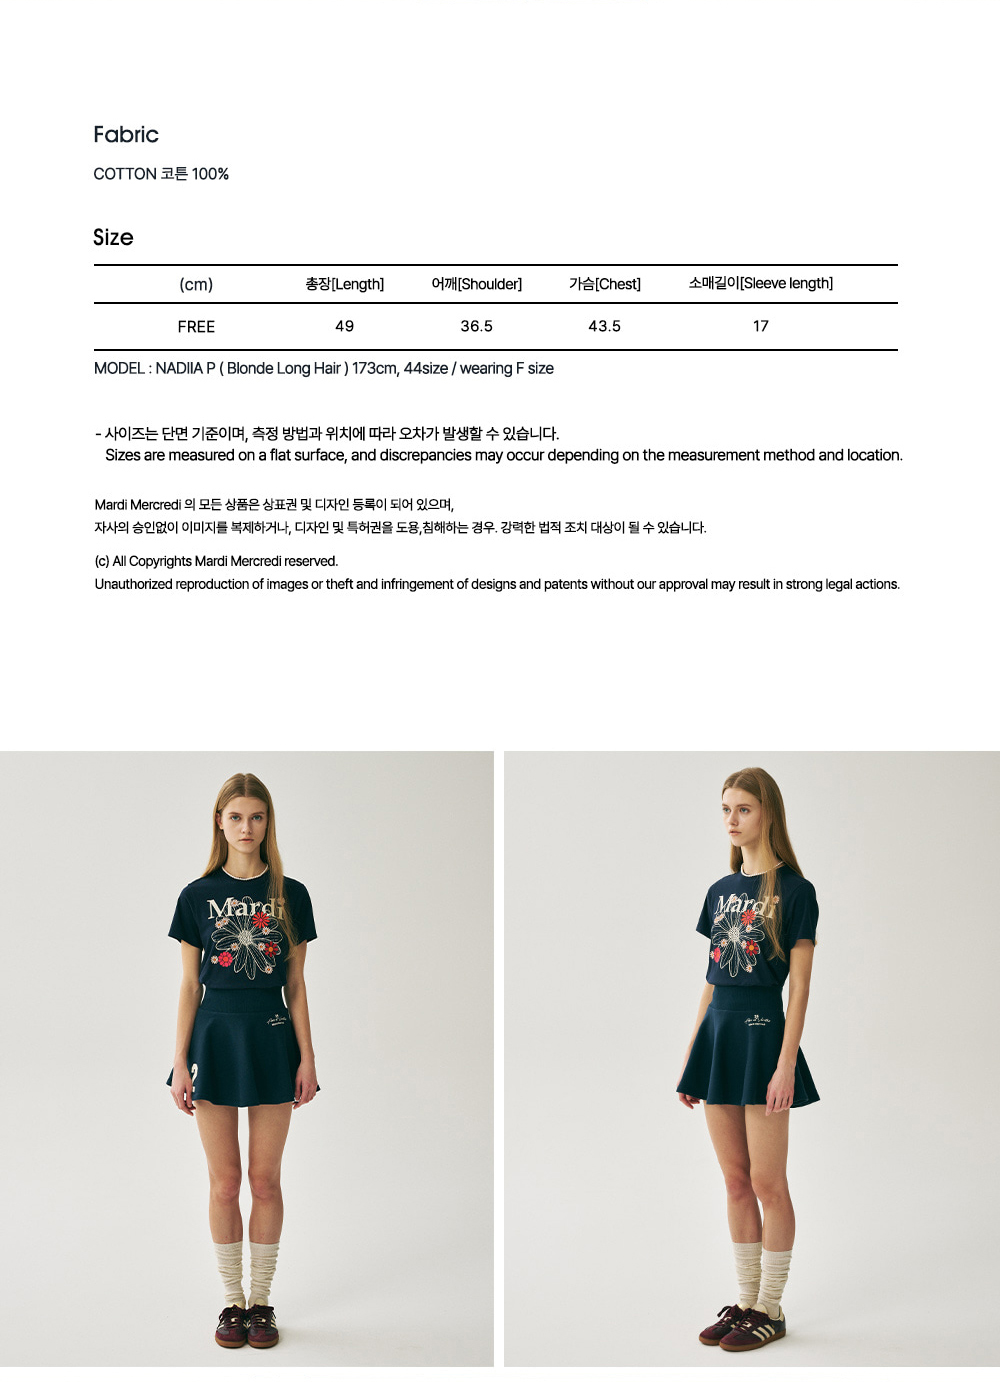 Fabric
COTTON 코튼 100%
Size
(cm) 총장[Length] 어깨[Shoulder] 가슴[Chest] 소매길이[Sleeve length]
FREE 49 36.5 43.5 17
MODEL : NADIIA P ( Blonde Long Hair ) 173cm, 44size / wearing F size
- 사이즈는 단면 기준이며, 측정 방법과 위치에 따라 오차가 발생할 수 있습니다.
Sizes are measured on a flat surface, and discrepancies may occur depending on the measurement method and location.
Mardi Mercredi 의 모든 상품은 상표권 및 디자인 등록이 되어 있으며,
자사의 승인없이 이미지를 복제하거나, 디자인 및 특허권을 도용,침해하는 경우. 강력한 법적 조치 대상이 될 수 있습니다.
(c) All Copyrights Mardi Mercredi reserved.
Unauthorized reproduction of images or theft and infringement of designs and patents without our approval may result in strong legal actions.
Mardi
Mardi